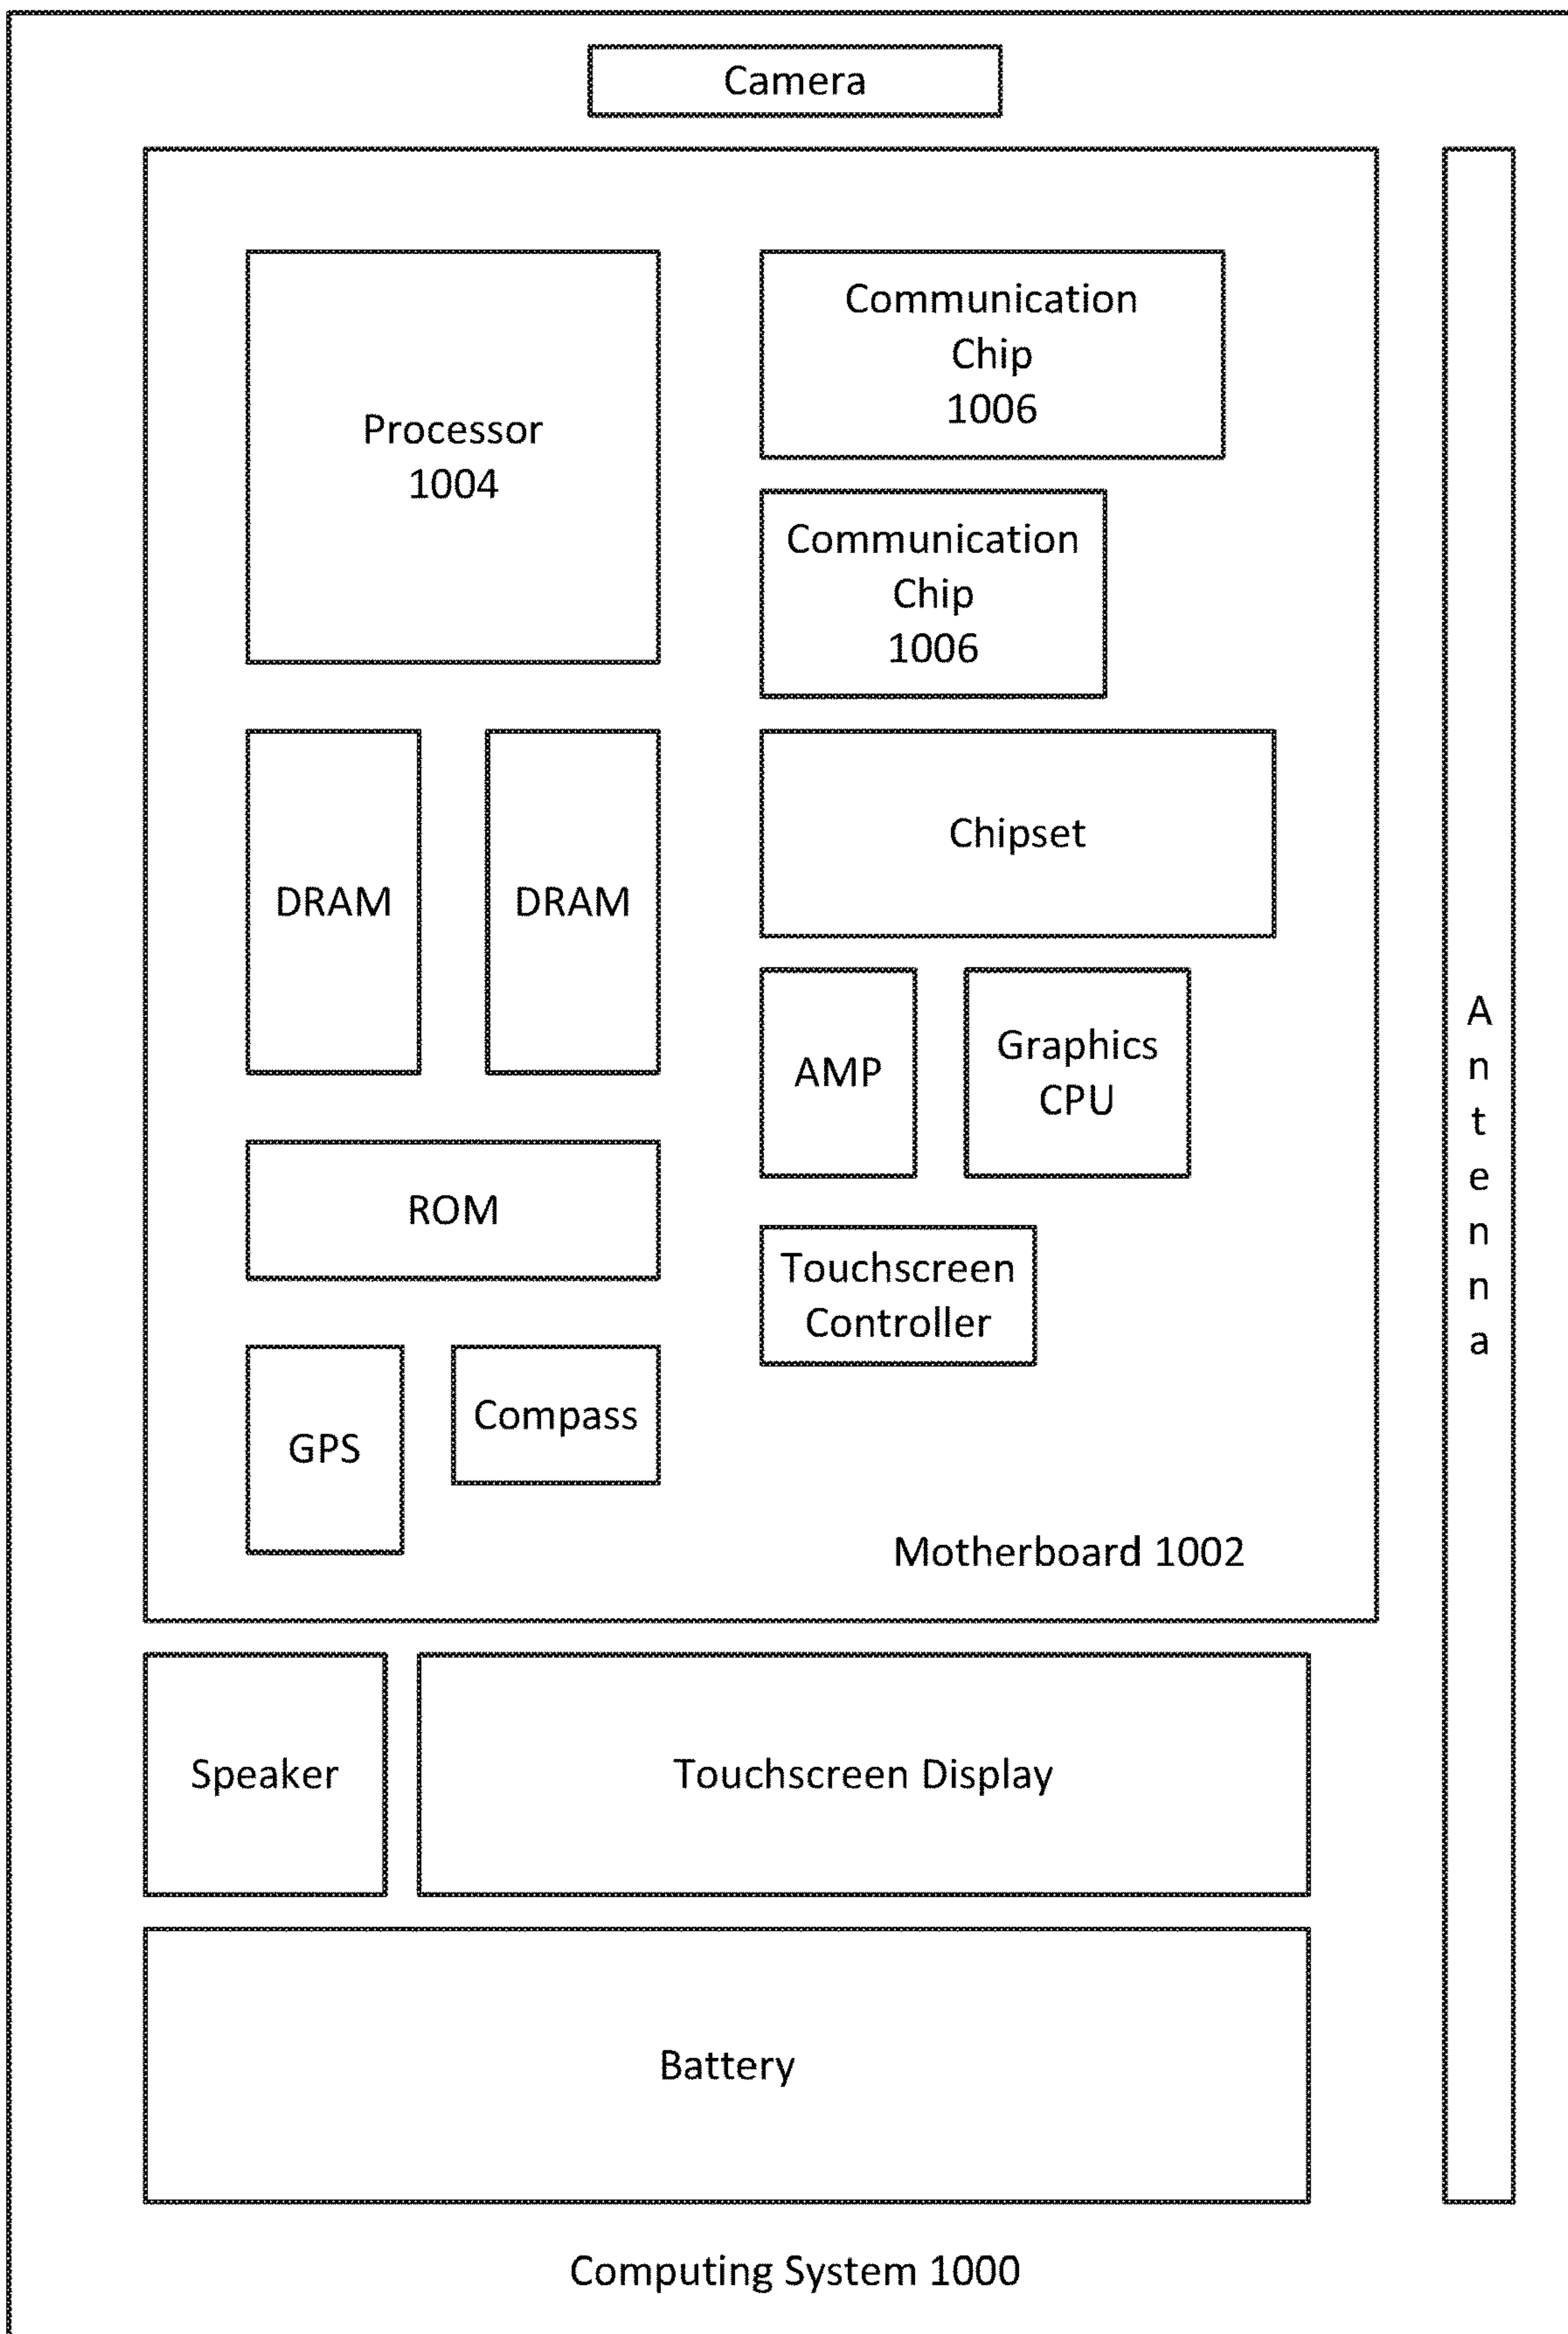 Camera
Processor
1004
Communication
Chip
1006
Communication
Chip
1006
DRAM
DRAM
Chipset
AMP
Graphics
CPU
ROM
Touchscreen
Controller
GPS
Compass
Motherboard 1002
Antenna
Speaker
Touchscreen Display
Battery
Computing System 1000